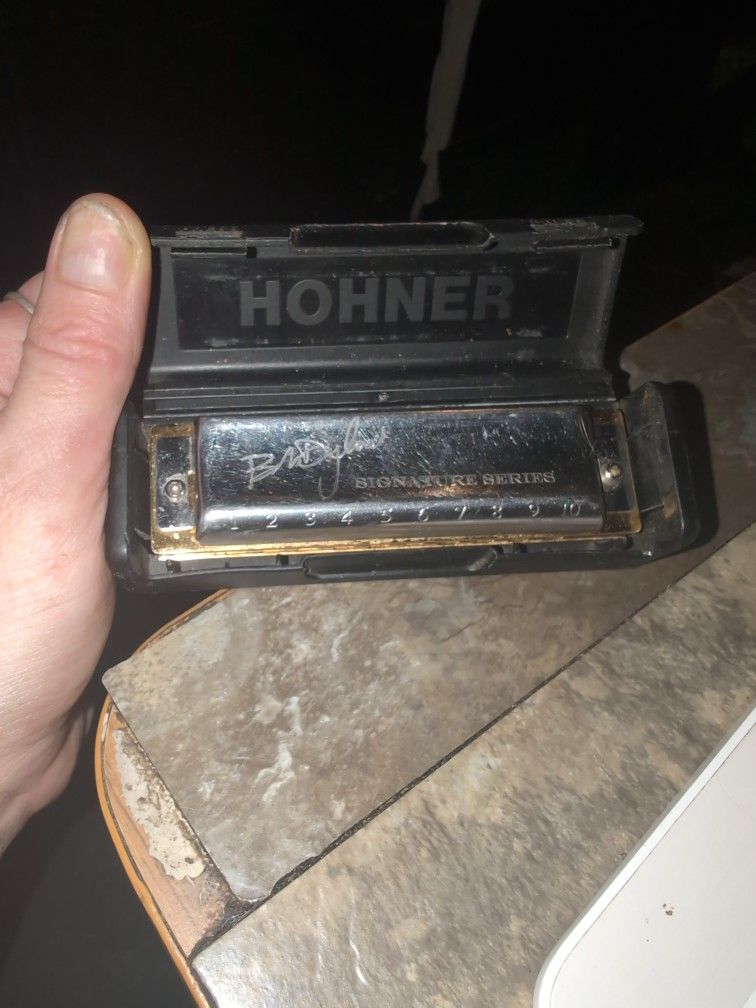 HOHNER
Bob Dylan
SIGNATURE SERIES
1 2 3 4 5 6 7 8 9 10